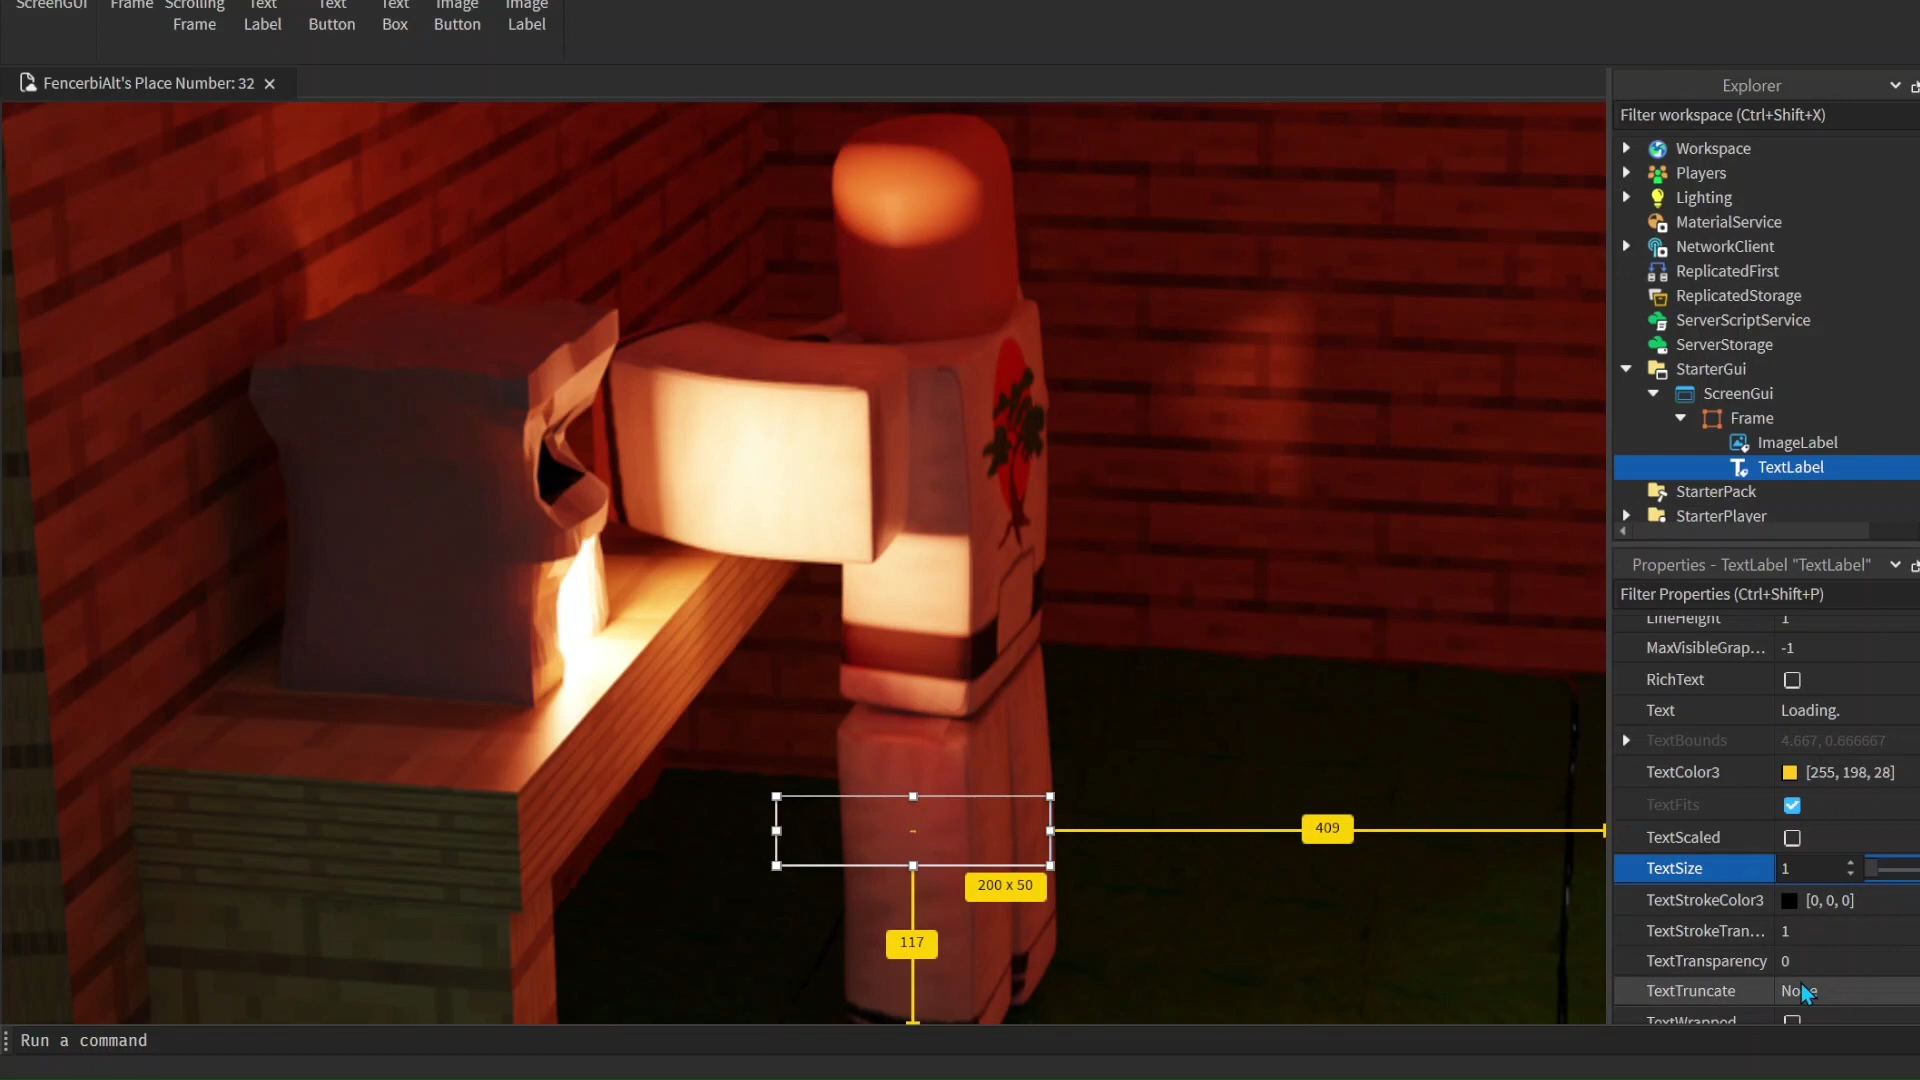 ScreenGUI
Frame
Scrolling Frame
Text Label
Text Button
Text Box
Image Button
Image Label
FencerbiAlt's Place Number: 32
Explorer
Filter workspace (Ctrl+Shift+X)
Workspace
Players
Lighting
MaterialService
NetworkClient
ReplicatedFirst
ReplicatedStorage
ServerScriptService
ServerStorage
StarterGui
ScreenGui
Frame
ImageLabel
TextLabel
StarterPack
StarterPlayer
Properties - TextLabel "TextLabel"
Filter Properties (Ctrl+Shift+P)
LineHeight 1
MaxVisibleGrap... -1
RichText
Text Loading.
TextBounds 4.667, 0.666667
TextColor3 [255, 198, 28]
TextFits
TextScaled
TextSize 1
TextStrokeColor3 [0, 0, 0]
TextStrokeTran... 1
TextTransparency 0
TextTruncate None
TextWrapped
409
200 x 50
117
Run a command